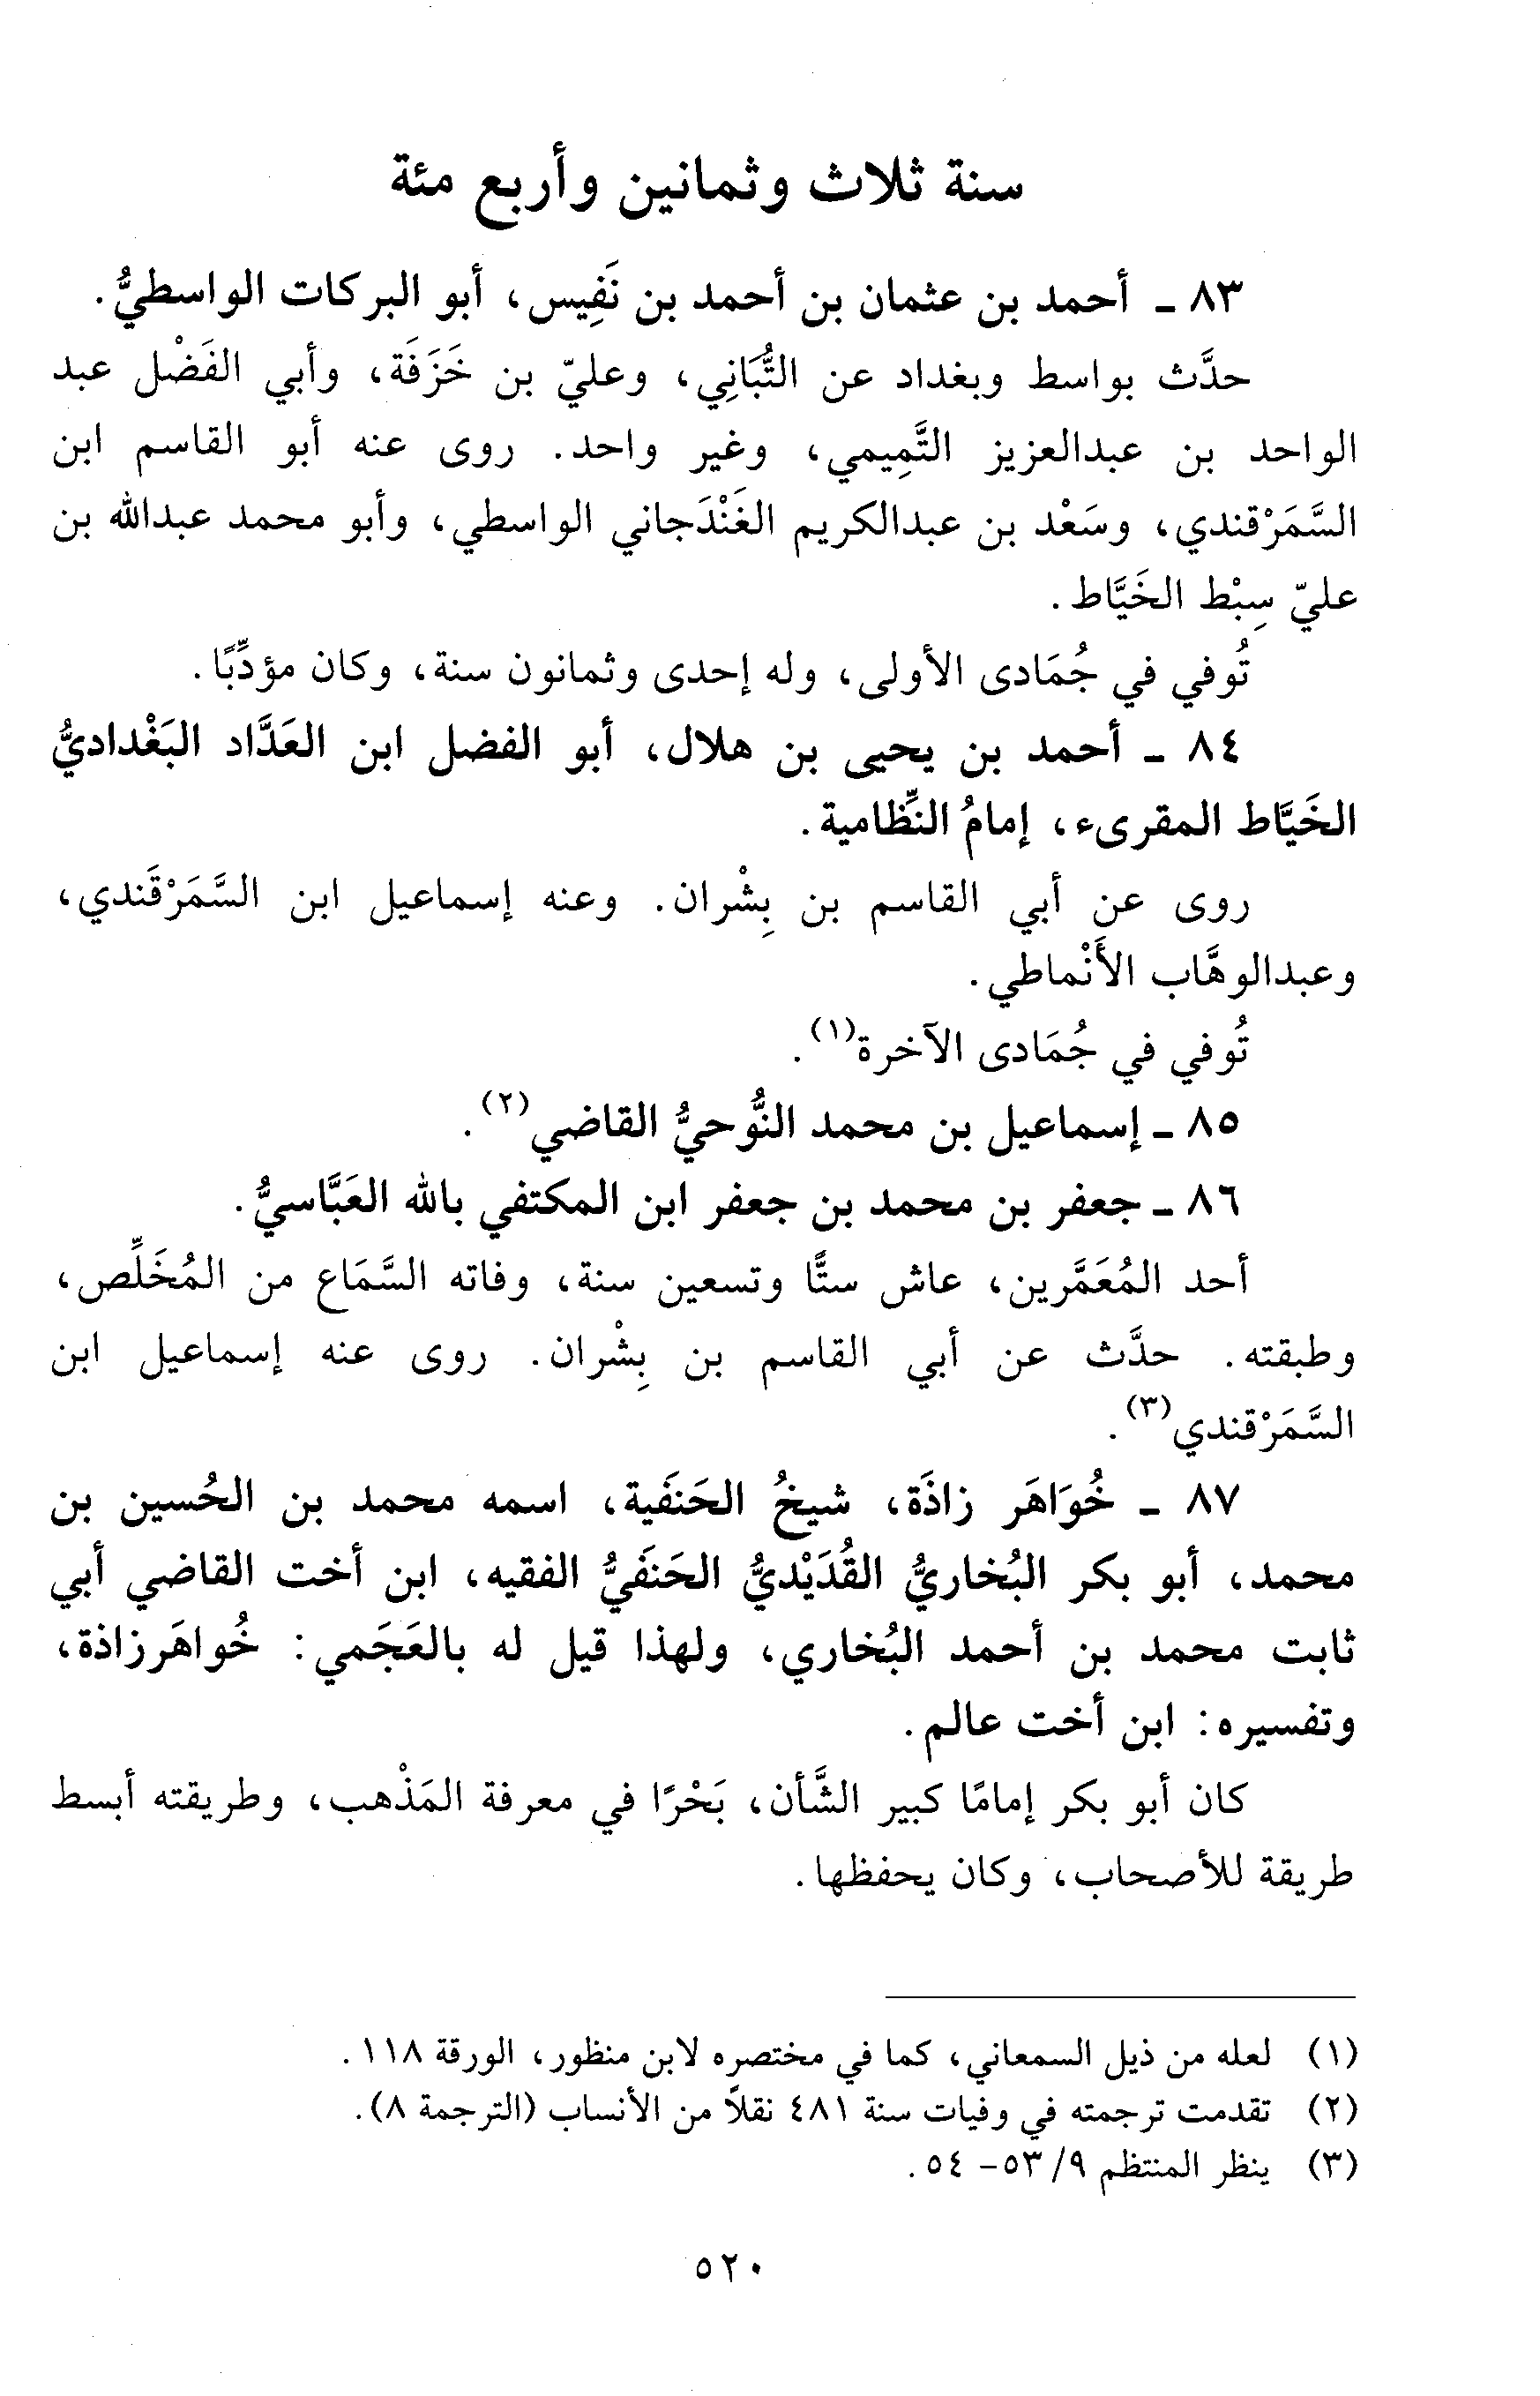 سنة ثلاث وثمانين وأربع مئة
٨٣ ـ أحمد بن عثمان بن أحمد بن نَفِيس، أبو البركات الواسطيُّ.
حدَّث بواسط وبغداد عن التُّبَانِي، وعليّ بن خَزَفَة، وأبي الفَضْل عبد
الواحد بن عبدالعزيز التَّمِيمي، وغير واحد. روى عنه أبو القاسم ابن
السَّمَرْقندي، وسَعْد بن عبدالكريم الغَنْدَجاني الواسطي، وأبو محمد عبدالله بن
عليّ سِبْط الخَيَّاط.
تُوفي في جُمَادى الأولى، وله إحدى وثمانون سنة، وكان مؤدِّبًا.
٨٤ ـ أحمد بن يحيى بن هلال، أبو الفضل ابن العَدَّاد البَغْداديُّ
الخَيَّاط المقرىء، إمامُ النِّظامية.
روى عن أبي القاسم بن بِشْران. وعنه إسماعيل ابن السَّمَرْقَندي،
وعبدالوهَّاب الأَنْماطي.
تُوفي في جُمَادى الآخرة(١).
٨٥ ـ إسماعيل بن محمد النُّوحيُّ القاضي(٢).
٨٦ ـ جعفر بن محمد بن جعفر ابن المكتفي بالله العَبَّاسيُّ.
أحد المُعَمَّرين، عاش ستًّا وتسعين سنة، وفاته السَّمَاع من المُخَلِّص،
وطبقته. حدَّث عن أبي القاسم بن بِشْران. روى عنه إسماعيل ابن
السَّمَرْقندي(٣).
٨٧ ـ خُوَاهَر زاذَة، شيخُ الحَنَفية، اسمه محمد بن الحُسين بن
محمد، أبو بكر البُخاريُّ القُدَيْديُّ الحَنَفيُّ الفقيه، ابن أخت القاضي أبي
ثابت محمد بن أحمد البُخاري، ولهذا قيل له بالعَجَمي: خُواهَرزاذة،
وتفسيره: ابن أخت عالم.
كان أبو بكر إمامًا كبير الشَّأن، بَحْرًا في معرفة المَذْهب، وطريقته أبسط
طريقة للأصحاب، وكان يحفظها.
(١) لعله من ذيل السمعاني، كما في مختصره لابن منظور، الورقة ١١٨.
(٢) تقدمت ترجمته في وفيات سنة ٤٨١ نقلاً من الأنساب (الترجمة ٨).
(٣) ينظر المنتظم ٩/ ٥٣- ٥٤.
٥٢٠